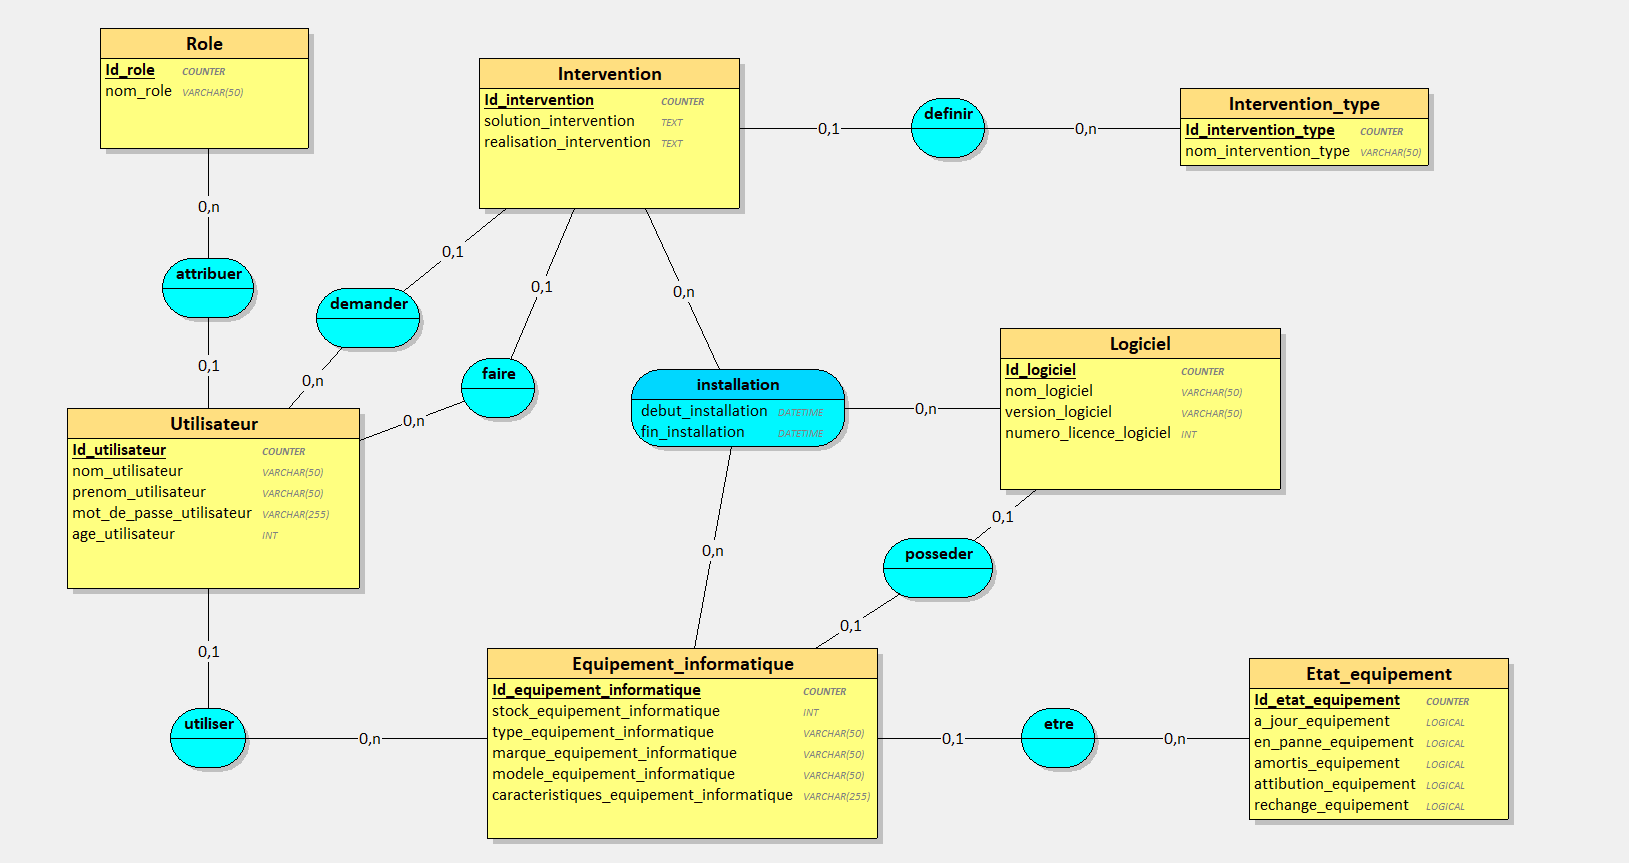 Role
Id_role COUNTER
nom_role VARCHAR(50)
0,n
attribuer
0,1
Intervention
Id_intervention COUNTER
solution_intervention TEXT
realisation_intervention TEXT
0,1
definir
0,n
Intervention_type
Id_intervention_type COUNTER
nom_intervention_type VARCHAR(50)
0,1
demander
0,n
0,1
faire
0,n
0,n
installation
debut_installation DATETIME
fin_installation DATETIME
0,n
0,n
Logiciel
Id_logiciel COUNTER
nom_logiciel VARCHAR(50)
version_logiciel VARCHAR(50)
numero_licence_logiciel INT
0,1
posseder
0,1
Utilisateur
Id_utilisateur COUNTER
nom_utilisateur VARCHAR(50)
prenom_utilisateur VARCHAR(50)
mot_de_passe_utilisateur VARCHAR(255)
age_utilisateur INT
0,1
utiliser
0,n
Equipement_informatique
Id_equipement_informatique COUNTER
stock_equipement_informatique INT
type_equipement_informatique VARCHAR(50)
marque_equipement_informatique VARCHAR(50)
modele_equipement_informatique VARCHAR(50)
caracteristiques_equipement_informatique VARCHAR(255)
0,1
etre
0,n
Etat_equipement
Id_etat_equipement COUNTER
a_jour_equipement LOGICAL
en_panne_equipement LOGICAL
amortis_equipement LOGICAL
attibution_equipement LOGICAL
rechange_equipement LOGICAL